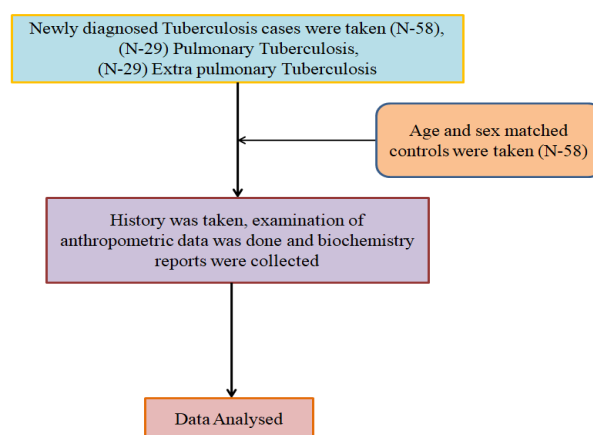 Newly diagnosed Tuberculosis cases were taken (N-58),
(N-29) Pulmonary Tuberculosis,
(N-29) Extra pulmonary Tuberculosis
Age and sex matched
controls were taken (N-58)
History was taken, examination of
anthropometric data was done and biochemistry
reports were collected
Data Analysed